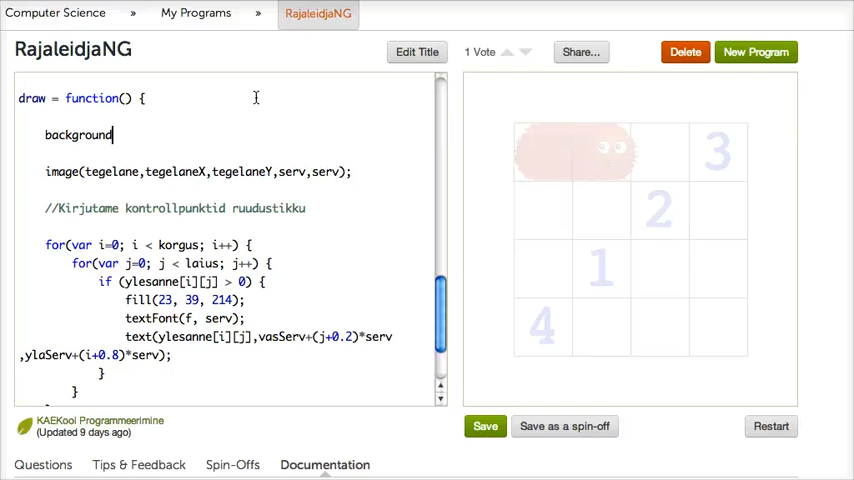 Computer Science » My Programs » RajaleidjaNG
RajaleidjaNG
Edit Title
1 Vote
Share...
Delete
New Program
draw = function() {
background
image(tegelane,tegelaneX,tegelaneY,serv,serv);
//Kirjutame kontrollpunktid ruudustikku
for(var i=0; i < korgus; i++) {
for(var j=0; j < laius; j++) {
if (ylesanne[i][j] > 0) {
fill(23, 39, 214);
textFont(f, serv);
text(ylesanne[i][j],vasServ+(j+0.2)*serv
,ylaServ+(i+0.8)*serv);
}
}
3
2
1
4
KAEKool Programmeerimine
(Updated 9 days ago)
Save
Save as a spin-off
Restart
Questions Tips & Feedback Spin-Offs Documentation